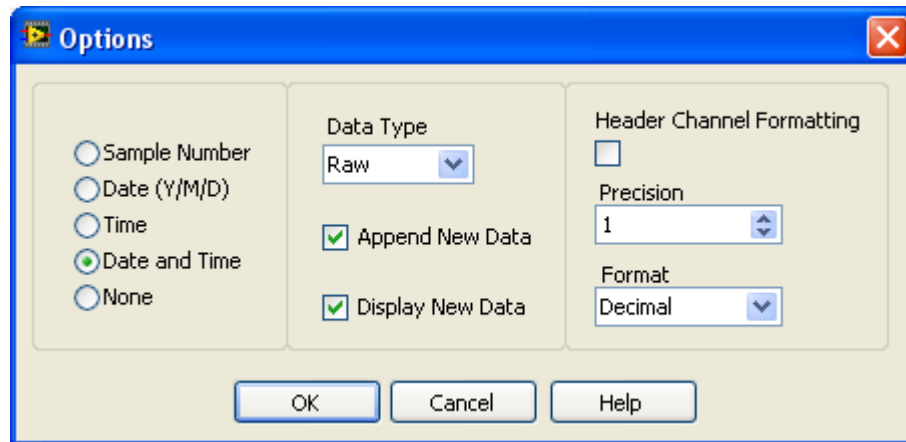 Options
Sample Number
Date (Y/M/D)
Time
Date and Time
None
Data Type
Raw
Append New Data
Display New Data
Header Channel Formatting
Precision
1
Format
Decimal
OK
Cancel
Help